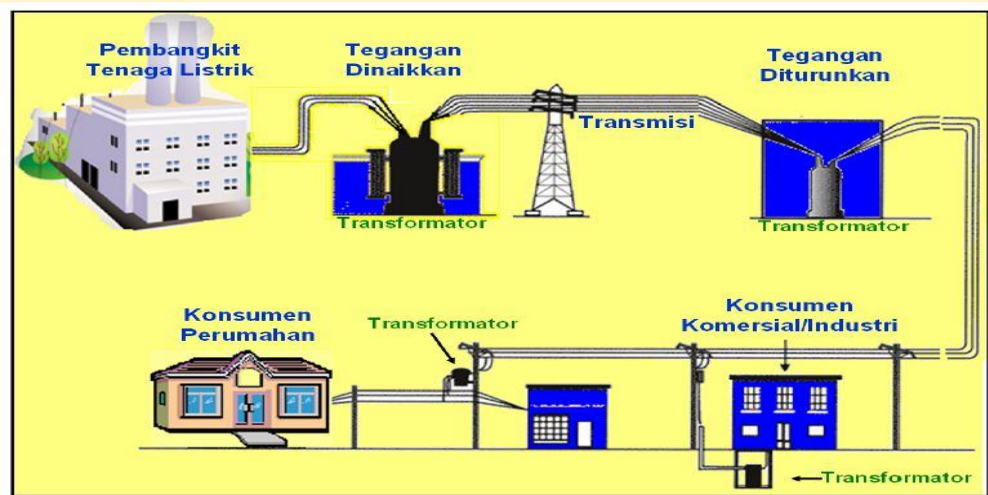 Pembangkit
Tenaga Listrik
Tegangan
Dinaikkan
Tegangan
Diturunkan
Transmisi
Transformator
Transformator
Konsumen
Perumahan
Transformator
Konsumen
Komersial/Industri
Transformator